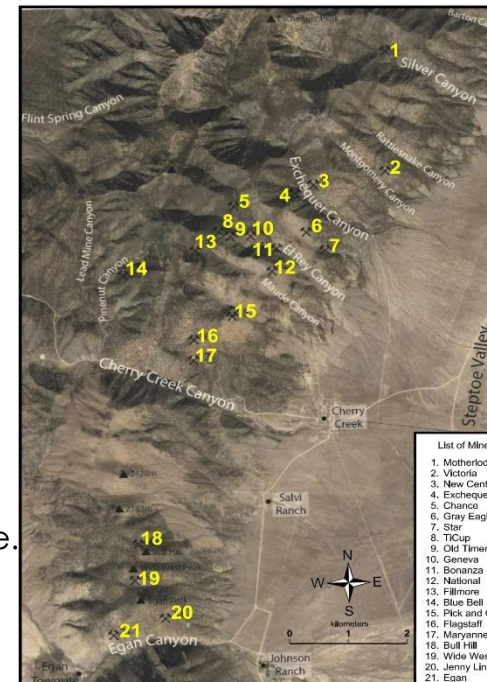 Exchequer Peak
Barton Ca
1
Silver Canyon
Flint Spring Canyon
Rattlesnake Canyon
Montgomery Canyon
2
Exchequer Canyon
3
4
5
Lead Mine Canyon
Pinenut Canyon
8
9
10
6
7
13
11
El Rey Canyon
14
12
Maude Canyon
15
16
17
Cherry Creek Canyon
Steptoe Valley
Cherry
Creek
2420m
Salvi
Ranch
18
Bull Hill
19
Egan Peak
20
21
Egan Canyon
Egan
Johnson
Ranch
N
W
E
S
kilometers
0
1
2
List of Mine
1. Motherlod
2. Victoria
3. New Cent
4. Excheque
5. Chance
6. Gray Eagl
7. Star
8. TiCup
9. Old Timer
10. Geneva
11. Bonanza
12. National
13. Fillmore
14. Blue Bell
15. Pick and
16. Flagstaff
17. Maryanne
18. Bull Hill
19. Wide Wes
20. Jenny Lin
21. Egan
e.